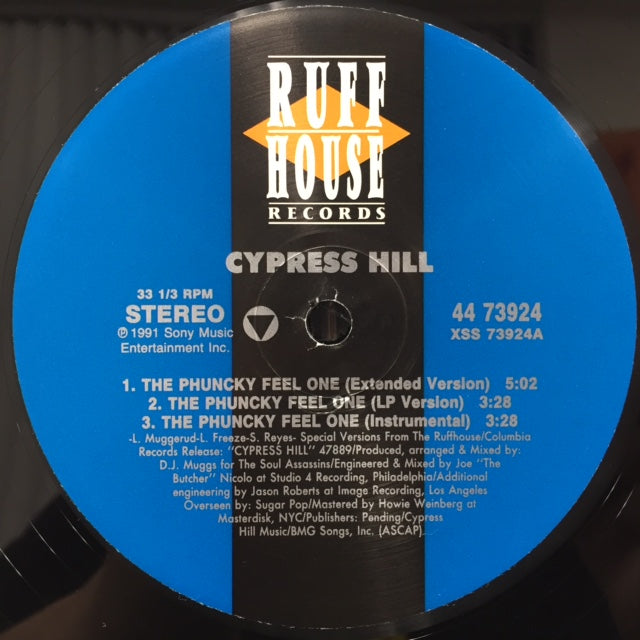 RUFF
HOUSE
RECORDS
CYPRESS HILL
33 1/3 RPM
STEREO
℗ 1991 Sony Music
Entertainment Inc.
44 73924
XSS 73924A
1. THE PHUNCKY FEEL ONE (Extended Version) 5:02
2. THE PHUNCKY FEEL ONE (LP Version) 3:28
3. THE PHUNCKY FEEL ONE (Instrumental) 3:28
-L. Muggerud-L. Freeze-S. Reyes- Special Versions From The Ruffhouse/Columbia
Records Release: "CYPRESS HILL" 47889/Produced, arranged & Mixed by:
D.J. Muggs for The Soul Assassins/Engineered & Mixed by Joe "The
Butcher" Nicolo at Studio 4 Recording, Philadelphia/Additional
engineering by Jason Roberts at Image Recording, Los Angeles
Overseen by: Sugar Pop/Mastered by Howie Weinberg at
Masterdisk, NYC/Publishers: Pending/Cypress
Hill Music/BMG Songs, Inc. (ASCAP).